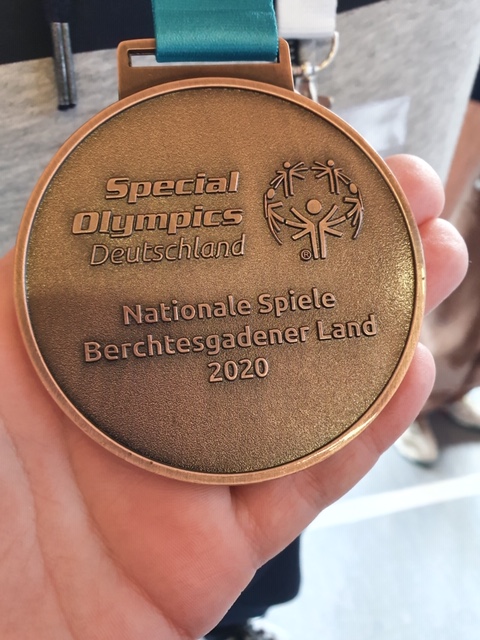 Special
Olympics
Deutschland
®
Nationale Spiele
Berchtesgadener Land
2020